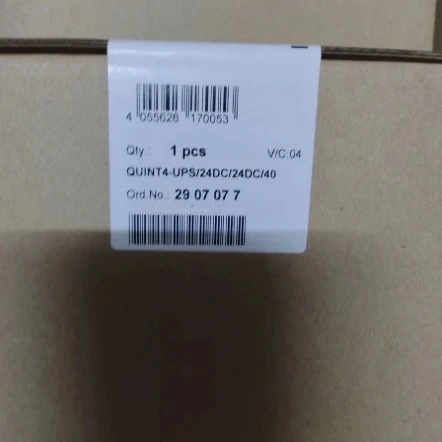 4 055626 170053
Qty.: 1 pcs V/C:04
QUINT4-UPS/24DC/24DC/40
Ord.No.: 29 07 07 7